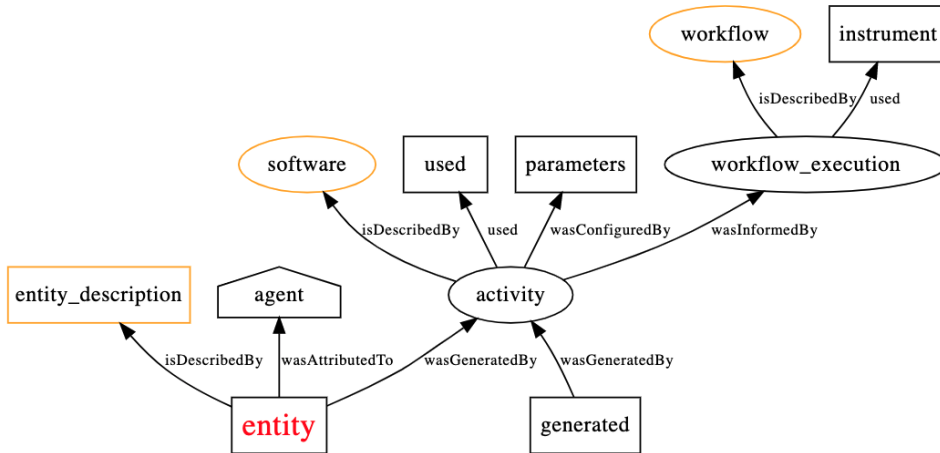 workflow
instrument
isDescribedBy
used
software
used
parameters
workflow_execution
isDescribedBy
used
wasConfiguredBy
wasInformedBy
entity_description
agent
activity
isDescribedBy
wasAttributedTo
wasGeneratedBy
wasGeneratedBy
entity
generated